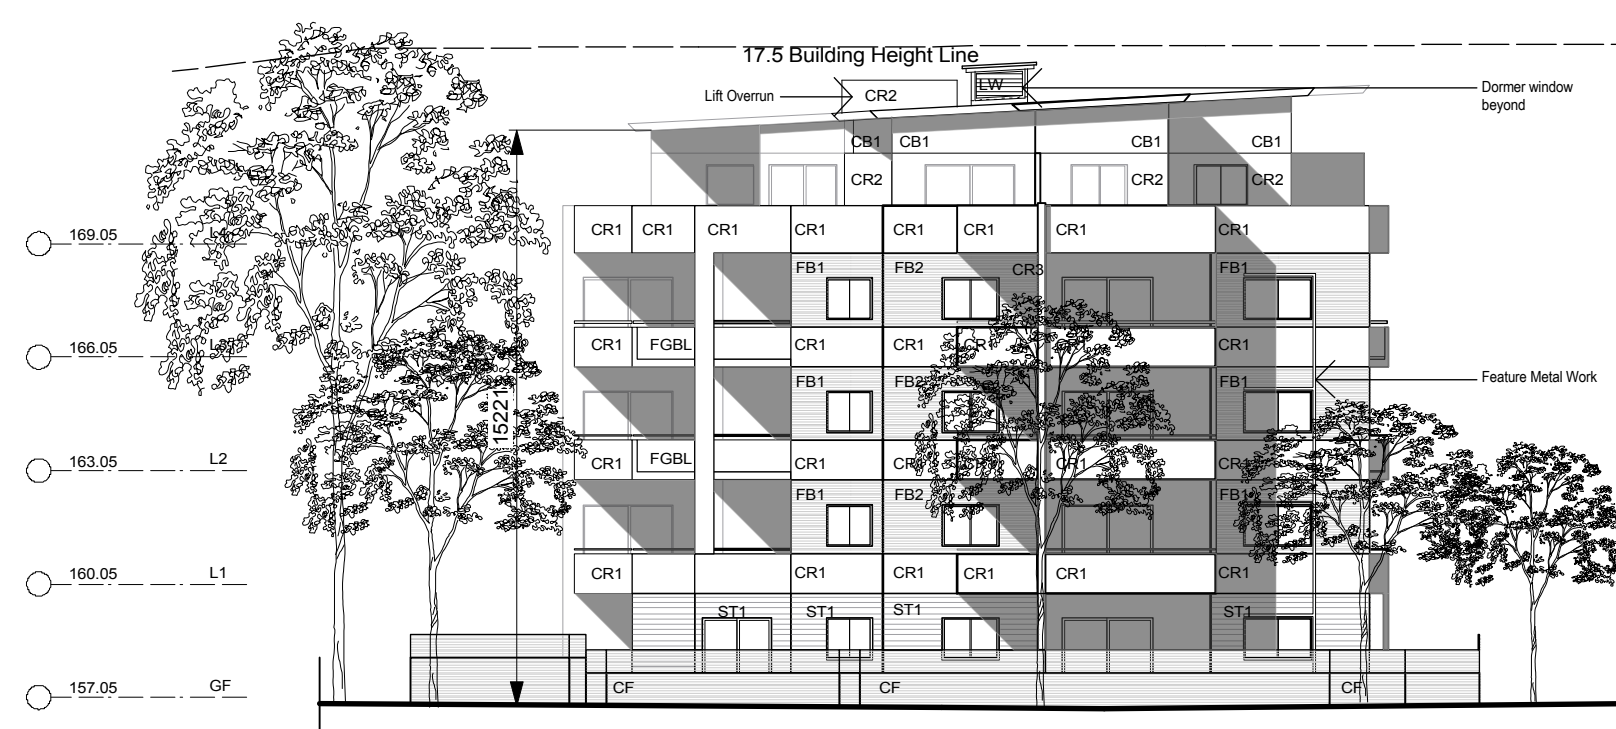 17.5 Building Height Line
Lift Overrun CR2 LW Dormer window
beyond
CB1 CB1 CB1 CB1
CR2 CR2 CR2
169.05 L4 CR1 CR1 CR1 CR1 CR1 CR1 CR1 CR1
FB1 FB2 CR3 FB1
166.05 L3 CR1 FGBL CR1 CR1 CR1 CR1
FB1 FB2 FB1 Feature Metal Work
15221
163.05 L2 CR1 FGBL CR1 CR1 CR1
FB1 FB2 FB1
160.05 L1 CR1 CR1 CR1 CR1 CR1 CR1
ST1 ST1 ST1 ST1
157.05 GF CF CF CF